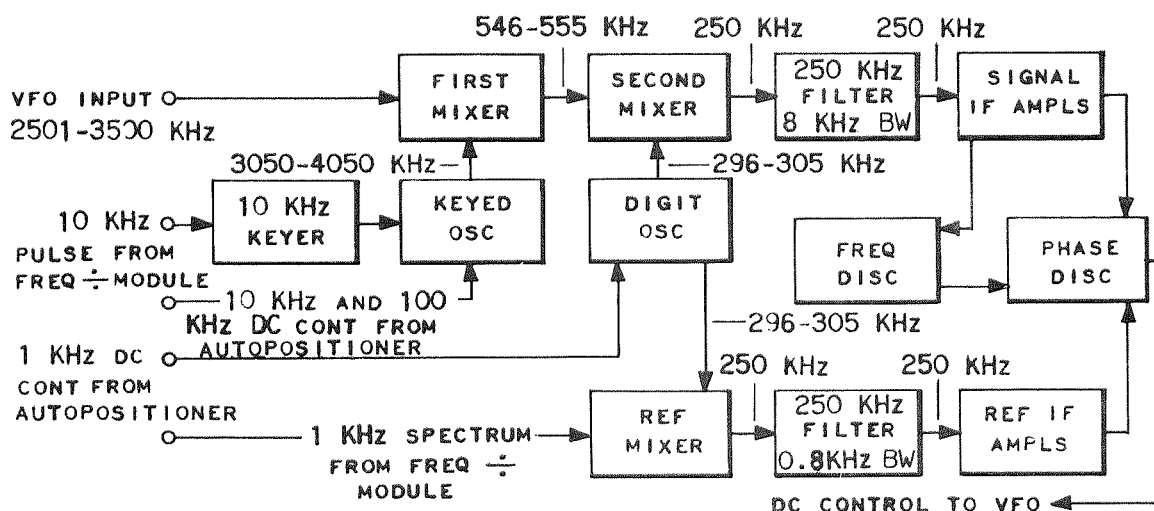 546-555 KHz
250 KHz
250 KHz
VFO INPUT
2501-3500 KHz
FIRST
MIXER
SECOND
MIXER
250 KHz
FILTER
8 KHz BW
SIGNAL
IF AMPLS
3050-4050 KHz
296-305 KHz
10 KHz
PULSE FROM
FREQ ÷ MODULE
10 KHz
KEYER
KEYED
OSC
DIGIT
OSC
FREQ
DISC
PHASE
DISC
10 KHz AND 100
KHz DC CONT FROM
AUTOPOSITIONER
296-305 KHz
1 KHz DC
CONT FROM
AUTOPOSITIONER
250 KHz
250 KHz
1 KHz SPECTRUM
FROM FREQ ÷
MODULE
REF
MIXER
250 KHz
FILTER
0.8KHz BW
REF IF
AMPLS
DC CONTROL TO VFO